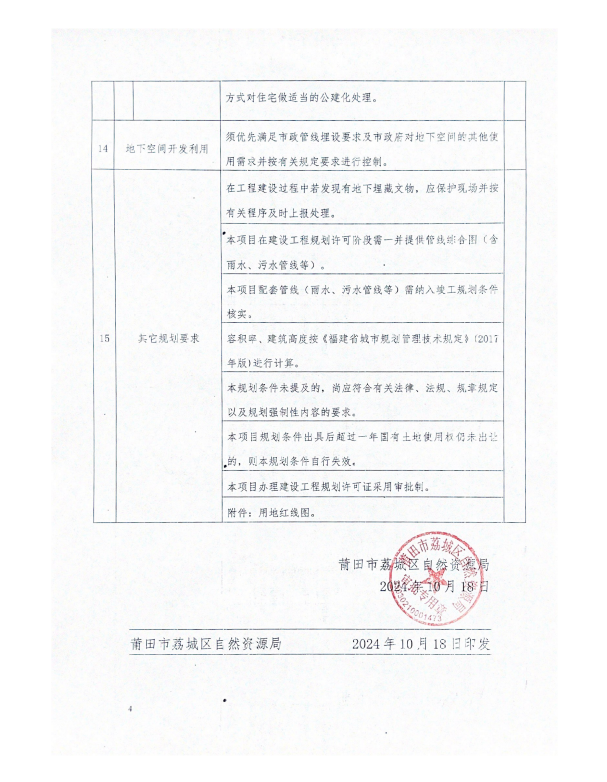 方式对住宅做适当的公建化处理。
14
地下空间开发利用
须优先满足市政管线埋设要求及市政府对地下空间的其他使
用需求并按有关规定要求进行控制。
15
其它规划要求
在工程建设过程中若发现有地下埋藏文物，应保护现场并按
有关程序及时上报处理。
本项目在建设工程规划许可阶段需一并提供管线综合图（含
雨水、污水管线等）。
本项目配套管线（雨水、污水管线等）需纳入竣工规划条件
核实。
容积率、建筑高度按《福建省城市规划管理技术规定》（2017
年版)进行计算。
本规划条件未提及的，尚应符合有关法律、法规、规章规定
以及规划强制性内容的要求。
本项目规划条件出具后超过一年国有土地使用权仍未出让
的，则本规划条件自行失效。
本项目办理建设工程规划许可证采用审批制。
附件：用地红线图。
莆田市荔城区自然资源局
2024年10月18日
莆田市荔城区自然资源局
专用章
莆田市荔城区自然资源局
2024年10月18日印发
4